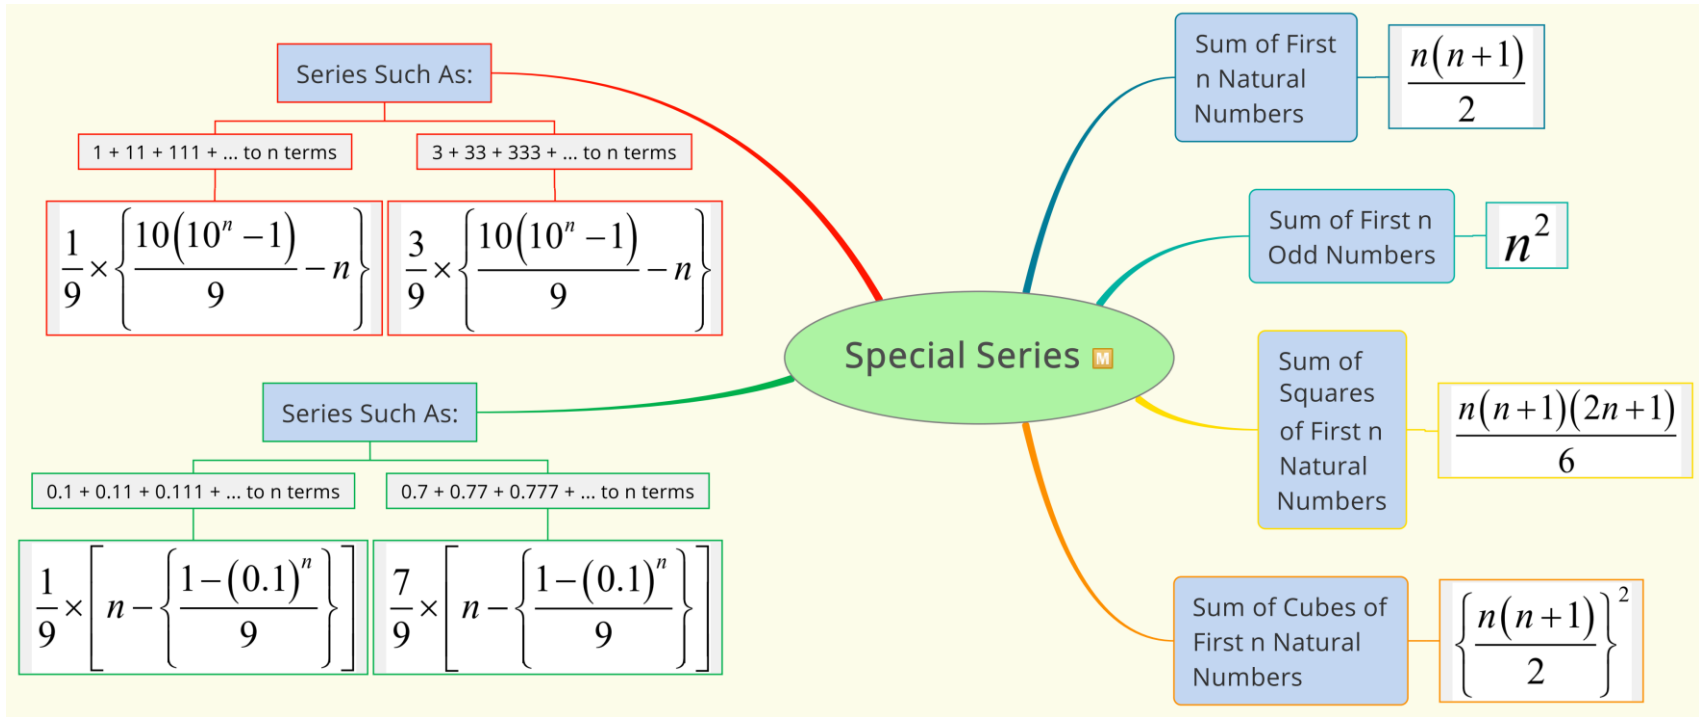 Special Series M
Series Such As:
1 + 11 + 111 + ... to n terms
1/9 × {10(10ⁿ − 1)/9 − n}
3 + 33 + 333 + ... to n terms
3/9 × {10(10ⁿ − 1)/9 − n}
Series Such As:
0.1 + 0.11 + 0.111 + ... to n terms
1/9 × [n − {1 − (0.1)ⁿ/9}]
0.7 + 0.77 + 0.777 + ... to n terms
7/9 × [n − {1 − (0.1)ⁿ/9}]
Sum of First
n Natural
Numbers
n(n + 1)/2
Sum of First n
Odd Numbers
n²
Sum of
Squares
of First n
Natural
Numbers
n(n + 1)(2n + 1)/6
Sum of Cubes of
First n Natural
Numbers
{n(n + 1)/2}²